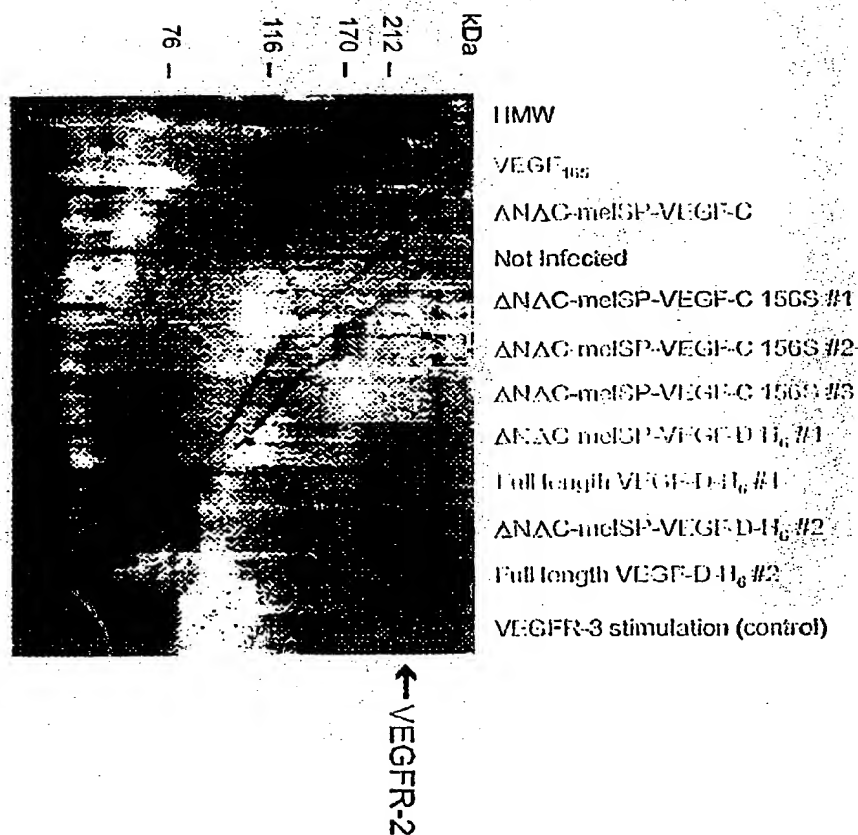 kDa
212 –
170 –
116 –
76 –
HMW
VEGF165
ΔNΔC-melSP-VEGF-C
Not Infected
ΔNΔC-melSP-VEGF-C 156S #1
ΔNΔC-melSP-VEGF-C 156S #2
ΔNΔC-melSP-VEGF-C 156S #3
ΔNΔC-melSP-VEGF-D-H6 #1
Full length VEGF-D-H6 #1
ΔNΔC-melSP-VEGF-D-H6 #2
Full length VEGF-D-H6 #2
VEGFR-3 stimulation (control)
← VEGFR-2